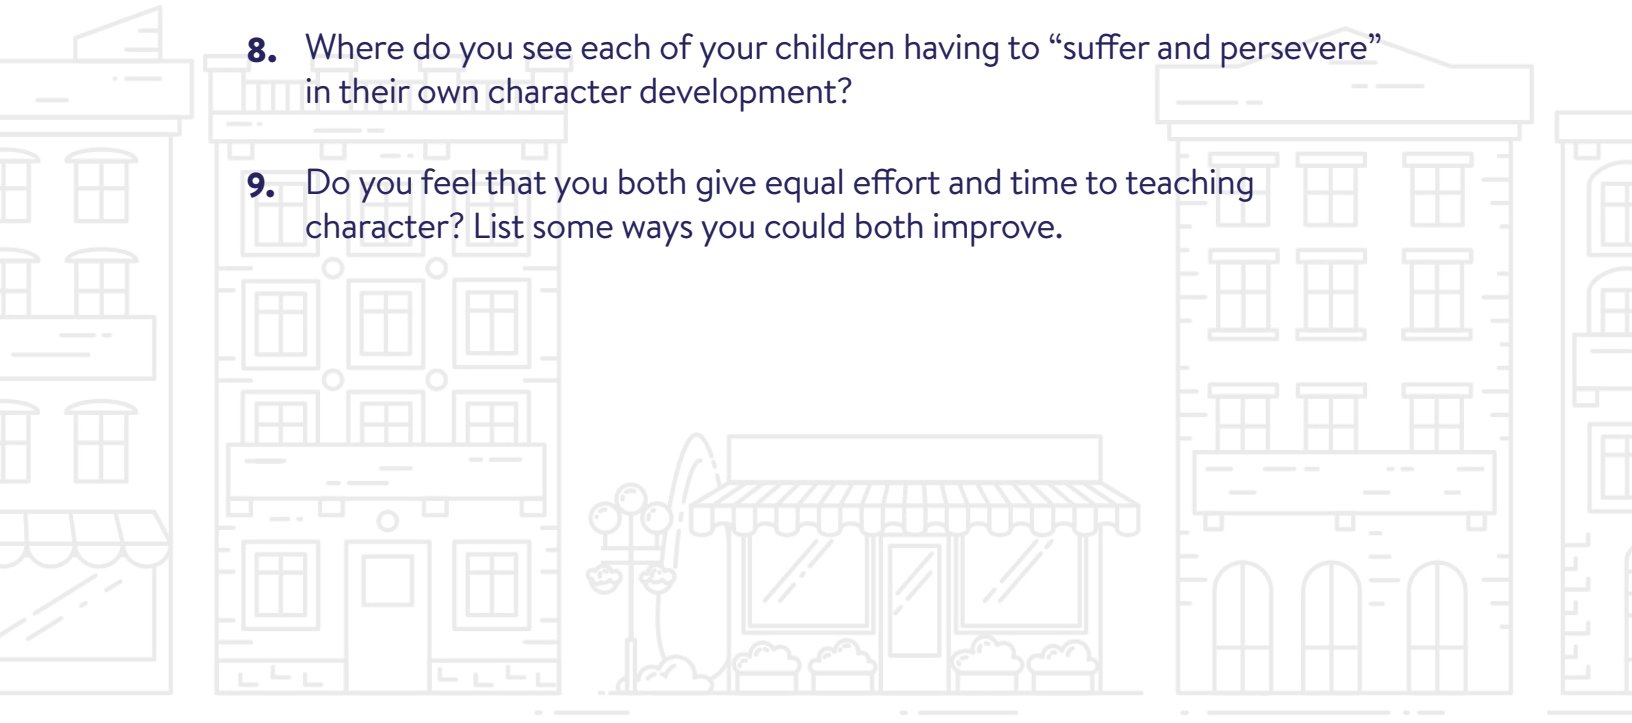 8. Where do you see each of your children having to “suffer and persevere”
in their own character development?
9. Do you feel that you both give equal effort and time to teaching
character? List some ways you could both improve.